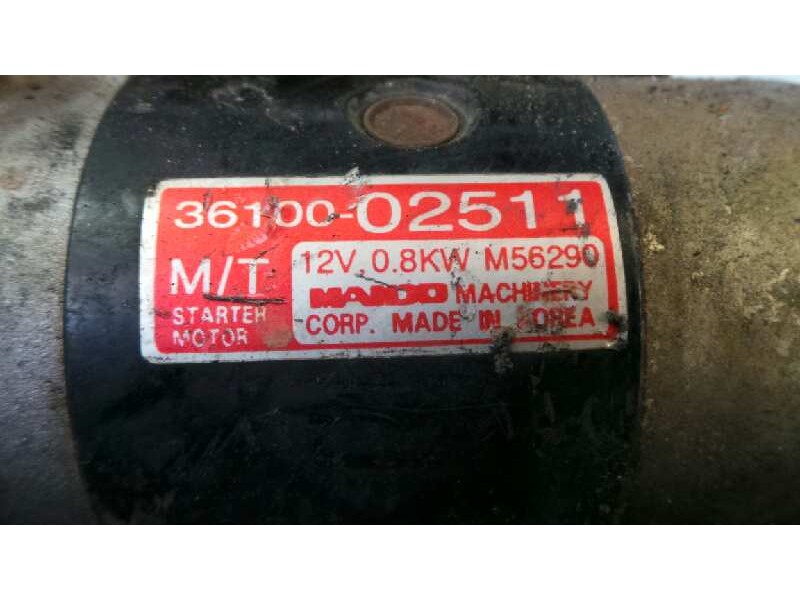 36100-02511
M/T 12V 0.8KW M56290
MANDO MACHINERY
STARTER CORP. MADE IN KOREA
MOTOR